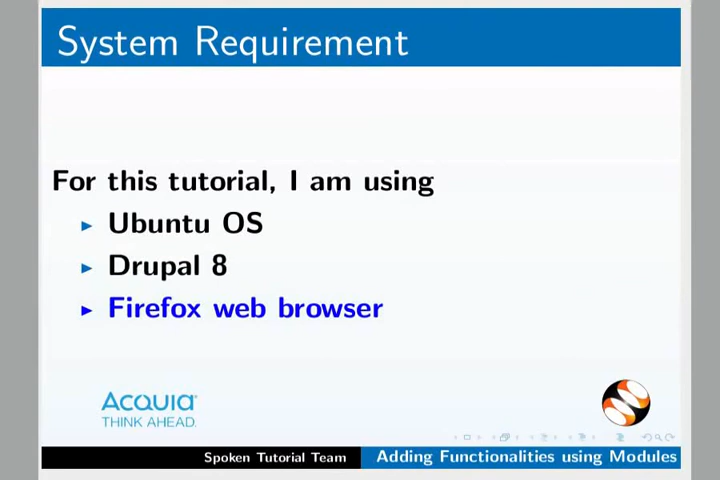 System Requirement
For this tutorial, I am using
Ubuntu OS
Drupal 8
Firefox web browser
ACQUIA
THINK AHEAD.
Spoken Tutorial Team
Adding Functionalities using Modules